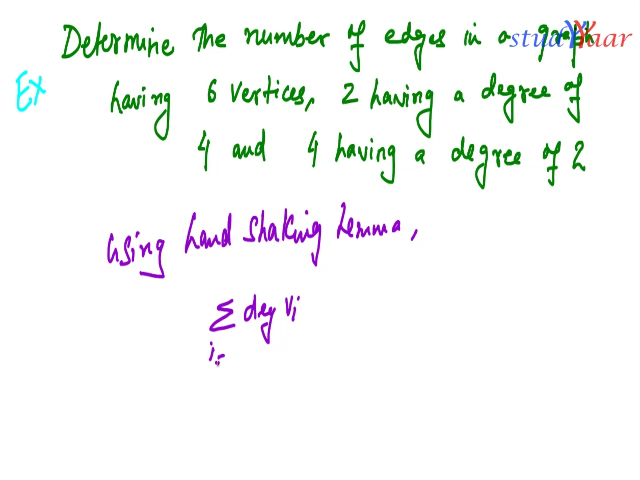 Determine the number of edges in a graph
studYYaar
Ex having 6 vertices, 2 having a degree of
4 and 4 having a degree of 2
using hand shaking Lemma,
∑ deg Vi
i=